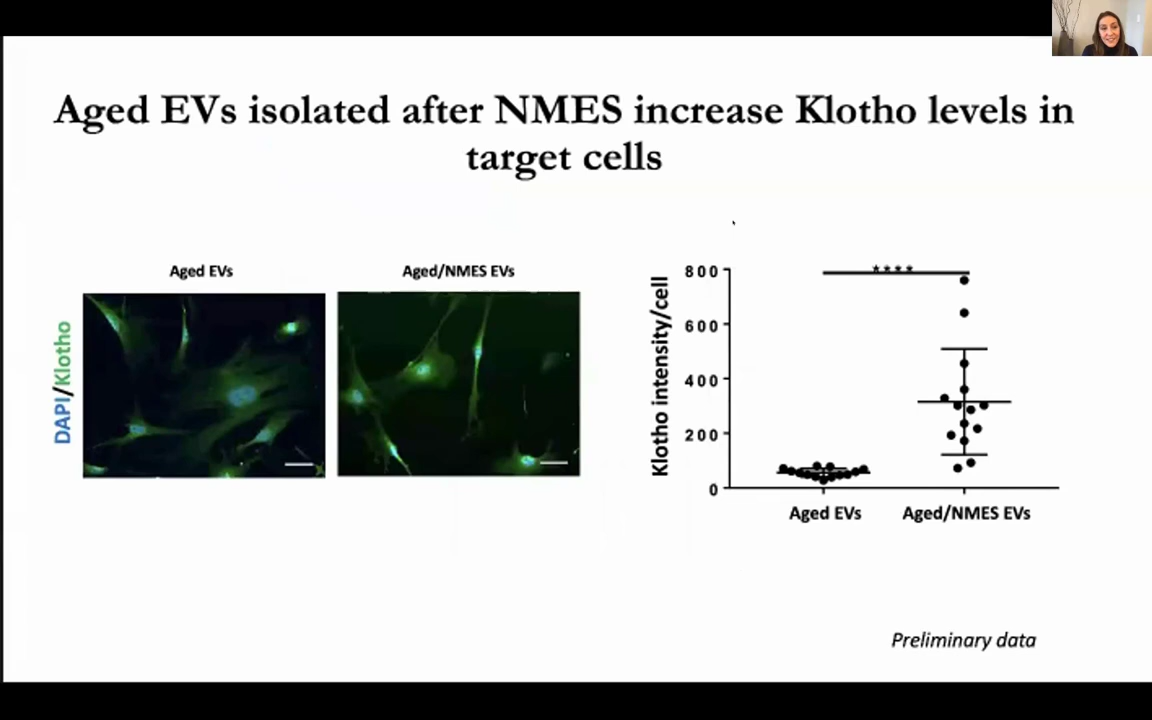 Aged EVs isolated after NMES increase Klotho levels in
target cells
Aged EVs
Aged/NMES EVs
DAPI/Klotho
Klotho intensity/cell
800
600
400
200
0
****
Aged EVs
Aged/NMES EVs
Preliminary data